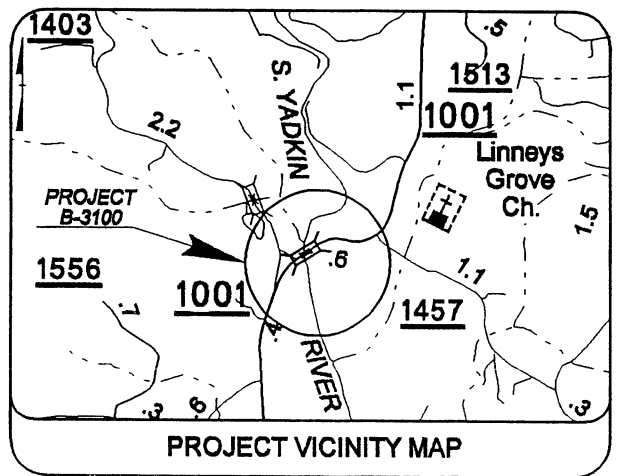 1403
.5
1513
1.1
1001
2.2
S. YADKIN
Linneys
Grove
Ch.
PROJECT
B-3100
1.5
1556
.6
1.1
1001
1457
.7
.4
RIVER
.3
.6
.3
PROJECT VICINITY MAP